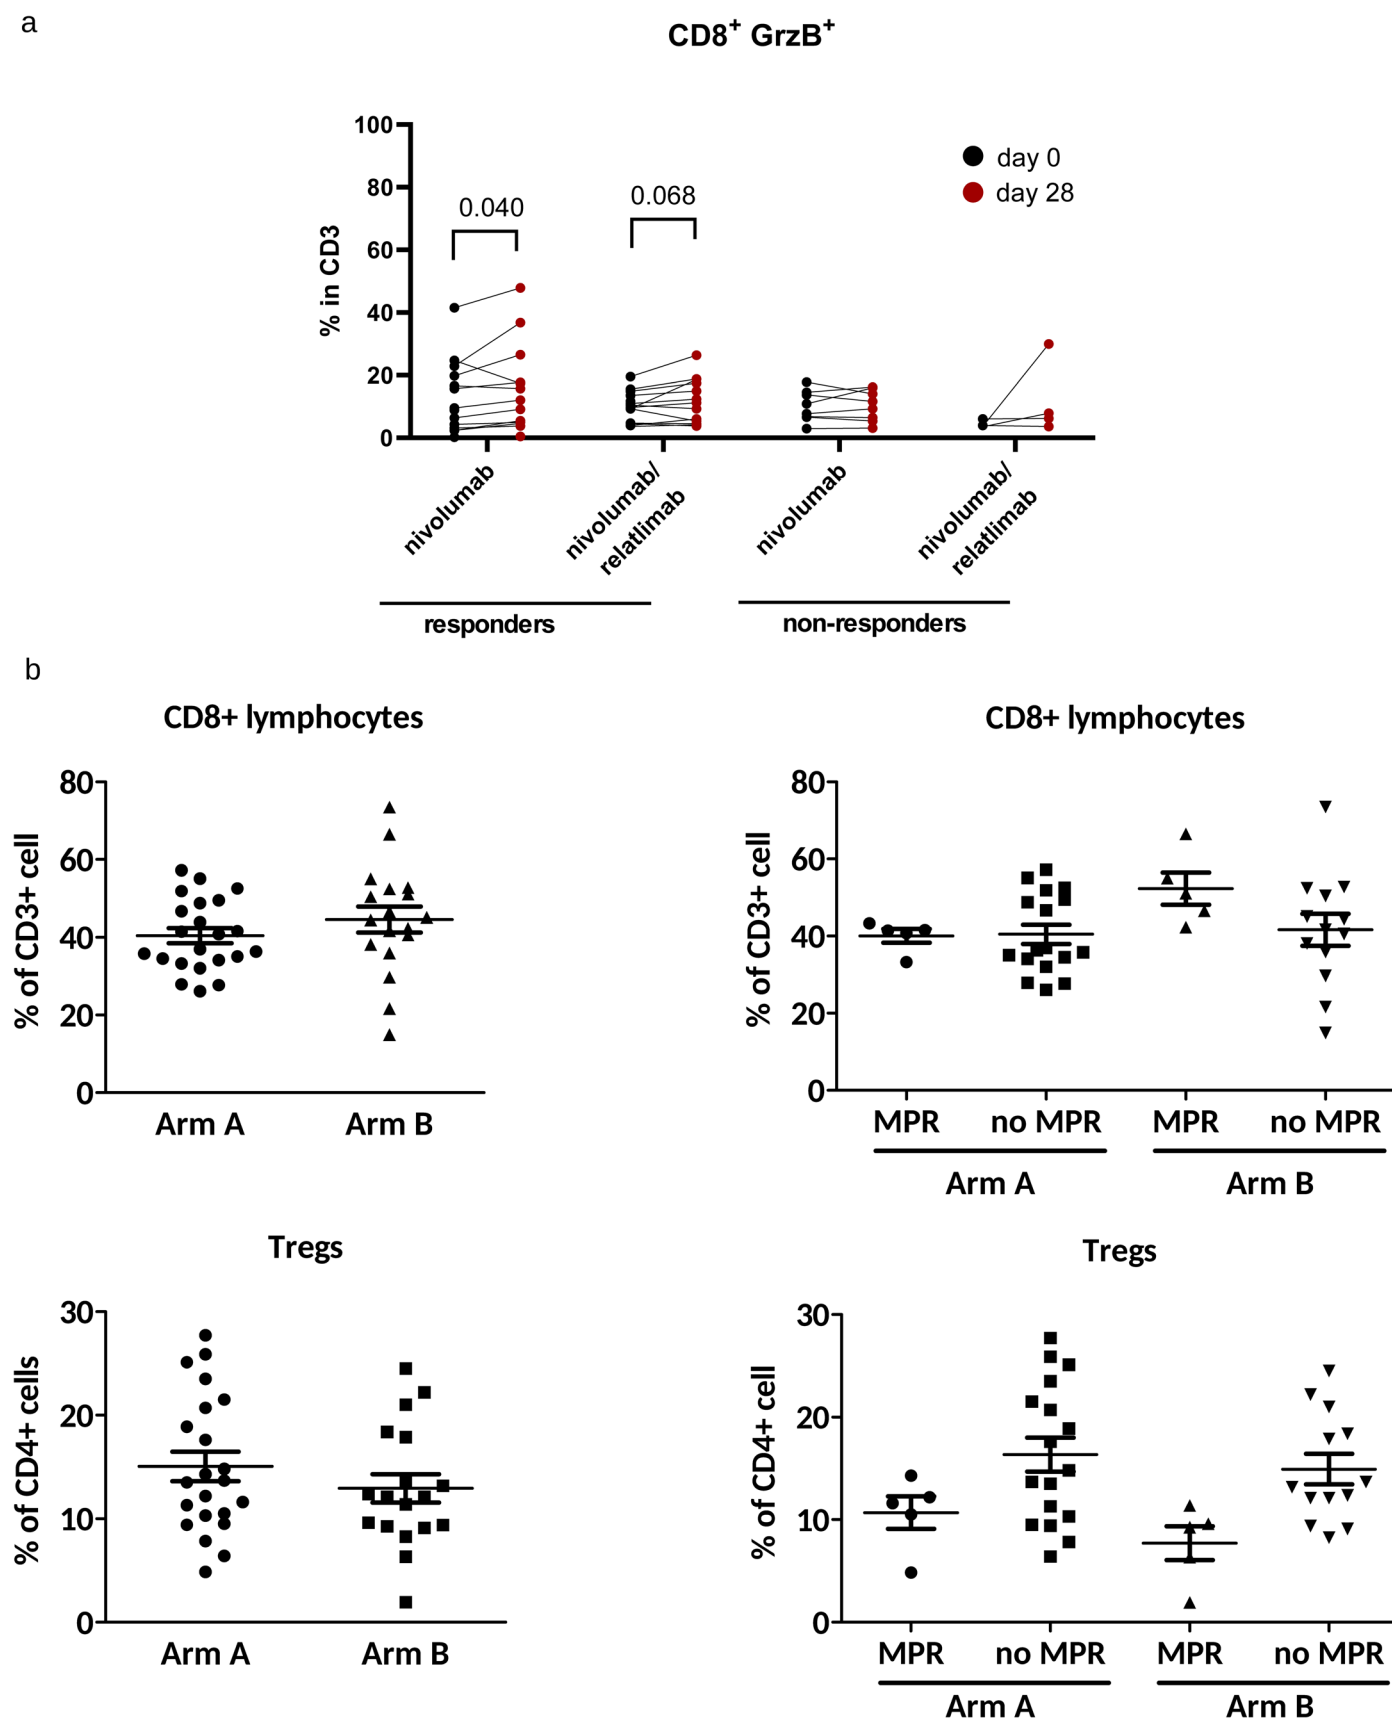 a
CD8+ GrzB+
100
80
60
40
20
0
% in CD3
0.040
0.068
day 0
day 28
nivolumab
nivolumab/
relatlimab
nivolumab
nivolumab/
relatlimab
responders
non-responders
b
CD8+ lymphocytes
80
60
40
20
0
% of CD3+ cell
Arm A
Arm B
CD8+ lymphocytes
80
60
40
20
0
% of CD3+ cell
MPR
no MPR
MPR
no MPR
Arm A
Arm B
Tregs
30
20
10
0
% of CD4+ cells
Arm A
Arm B
Tregs
30
20
10
0
% of CD4+ cell
MPR
no MPR
MPR
no MPR
Arm A
Arm B